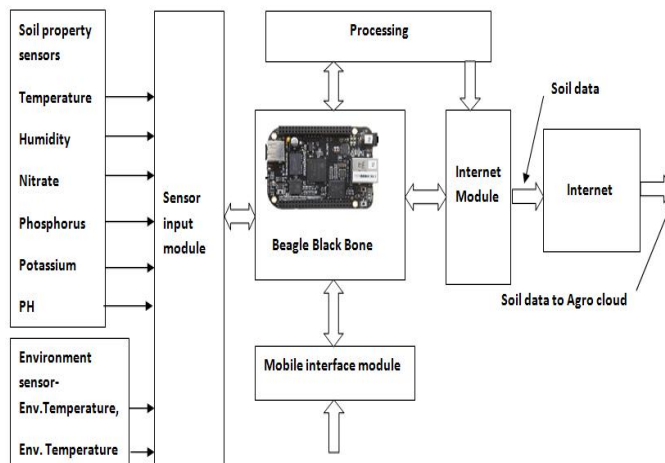 Soil property
sensors
Temperature
Humidity
Nitrate
Phosphorus
Potassium
PH
Environment
sensor-
Env.Temperature,
Env. Temperature
Sensor
input
module
Processing
Beagle Black Bone
Mobile interface module
Internet
Module
Soil data
Internet
Soil data to Agro cloud